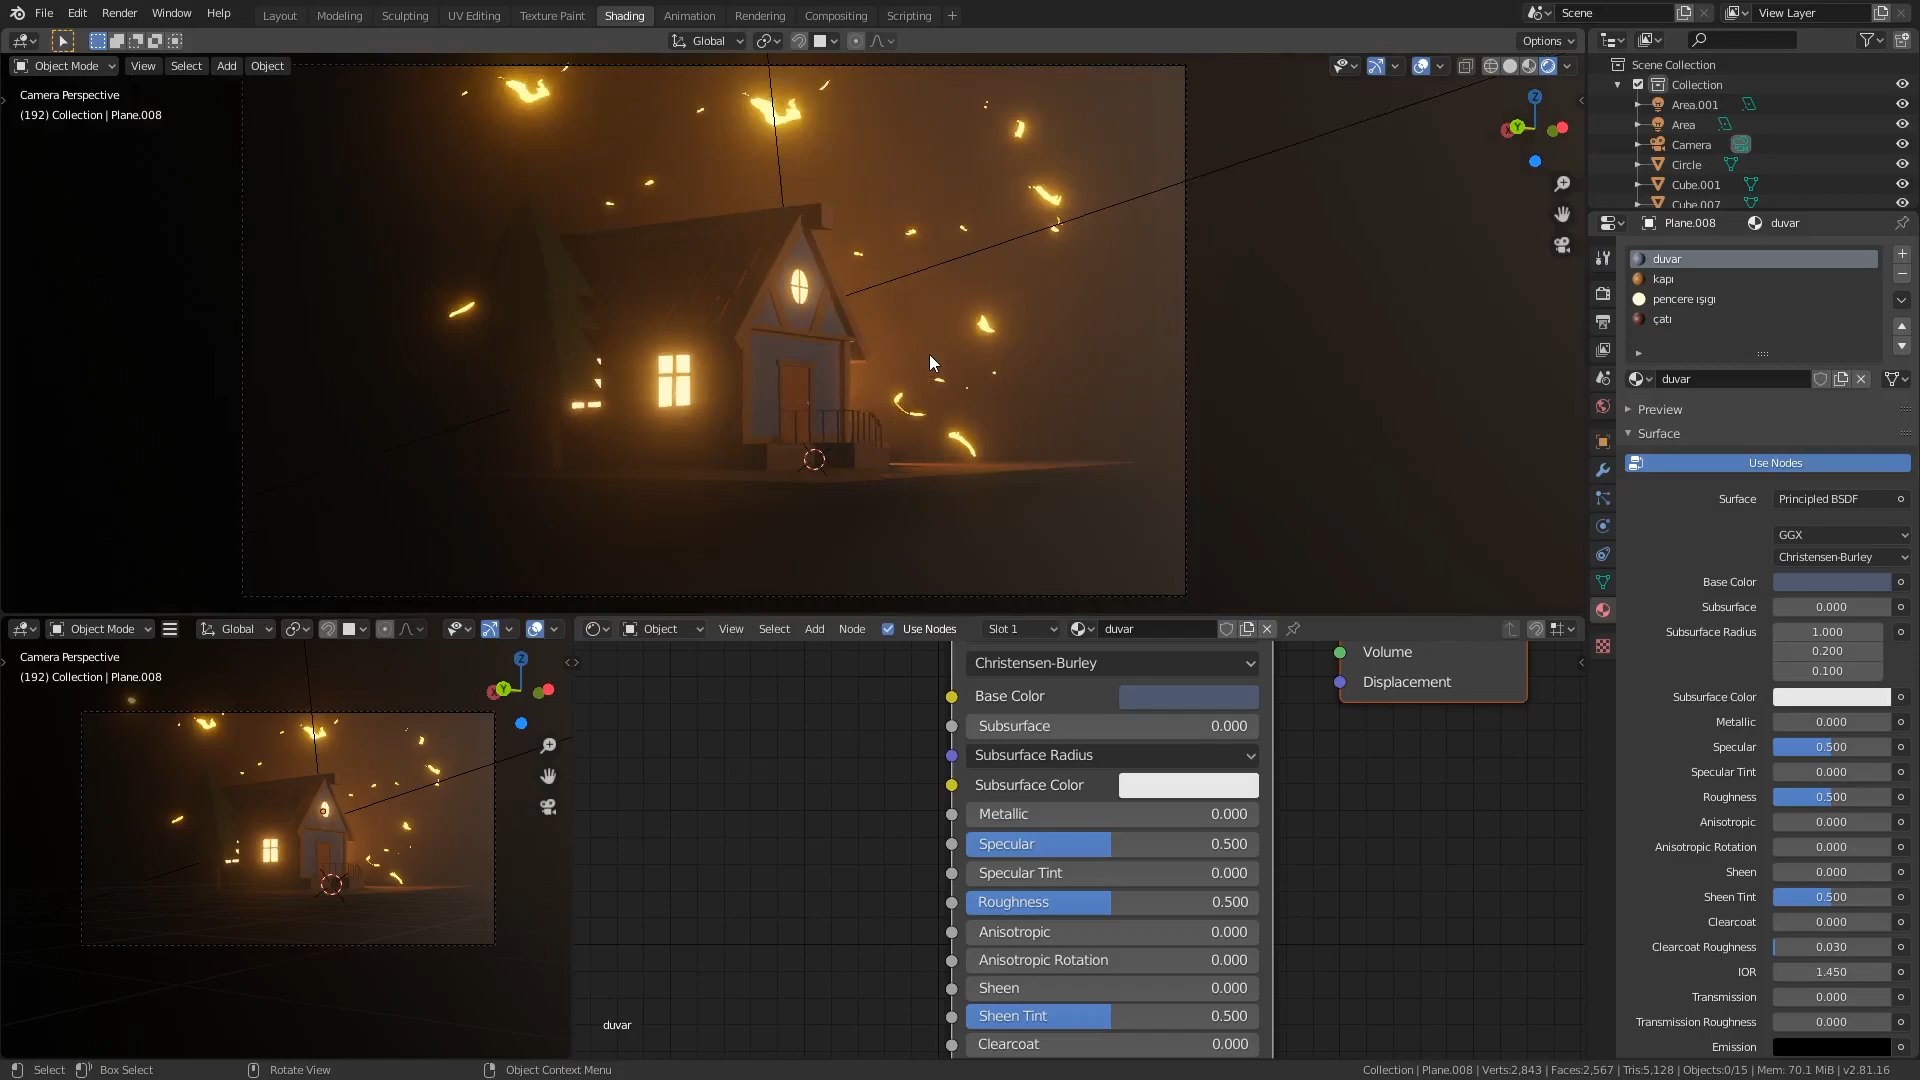 File Edit Render Window Help
Layout Modeling Sculpting UV Editing Texture Paint Shading Animation Rendering Compositing Scripting +
Scene
View Layer
Global
Options
Object Mode View Select Add Object
Camera Perspective
(192) Collection | Plane.008
Z
Y
X
Scene Collection
Collection
Area.001
Area
Camera
Circle
Cube.001
Cube.007
Plane.008 duvar
duvar
kapı
pencere ışıgı
çatı
duvar
Preview
Surface
Use Nodes
Surface Principled BSDF
GGX
Christensen-Burley
Base Color
Subsurface 0.000
Subsurface Radius 1.000
0.200
0.100
Subsurface Color
Metallic 0.000
Specular 0.500
Specular Tint 0.000
Roughness 0.500
Anisotropic 0.000
Anisotropic Rotation 0.000
Sheen 0.000
Sheen Tint 0.500
Clearcoat 0.000
Clearcoat Roughness 0.030
IOR 1.450
Transmission 0.000
Transmission Roughness 0.000
Emission
Object Mode Global
Camera Perspective
(192) Collection | Plane.008
Z
Y
X
Object View Select Add Node Use Nodes Slot 1 duvar
Christensen-Burley
Base Color
Subsurface 0.000
Subsurface Radius
Subsurface Color
Metallic 0.000
Specular 0.500
Specular Tint 0.000
Roughness 0.500
Anisotropic 0.000
Anisotropic Rotation 0.000
Sheen 0.000
Sheen Tint 0.500
Clearcoat 0.000
Volume
Displacement
duvar
Select Box Select Rotate View Object Context Menu
Collection | Plane.008 | Verts:2,843 | Faces:2,567 | Tris:5,128 | Objects:0/15 | Mem: 70.1 MiB | v2.81.16